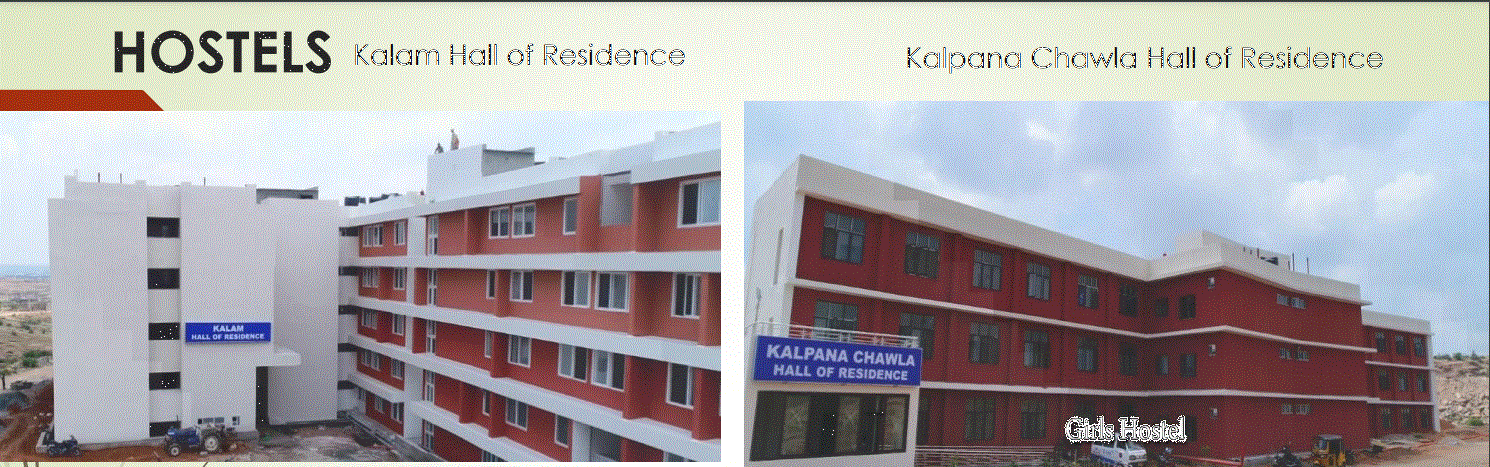 HOSTELS
Kalam Hall of Residence
Kalpana Chawla Hall of Residence
KALAM
HALL OF RESIDENCE
KALPANA CHAWLA
HALL OF RESIDENCE
Girls Hostel